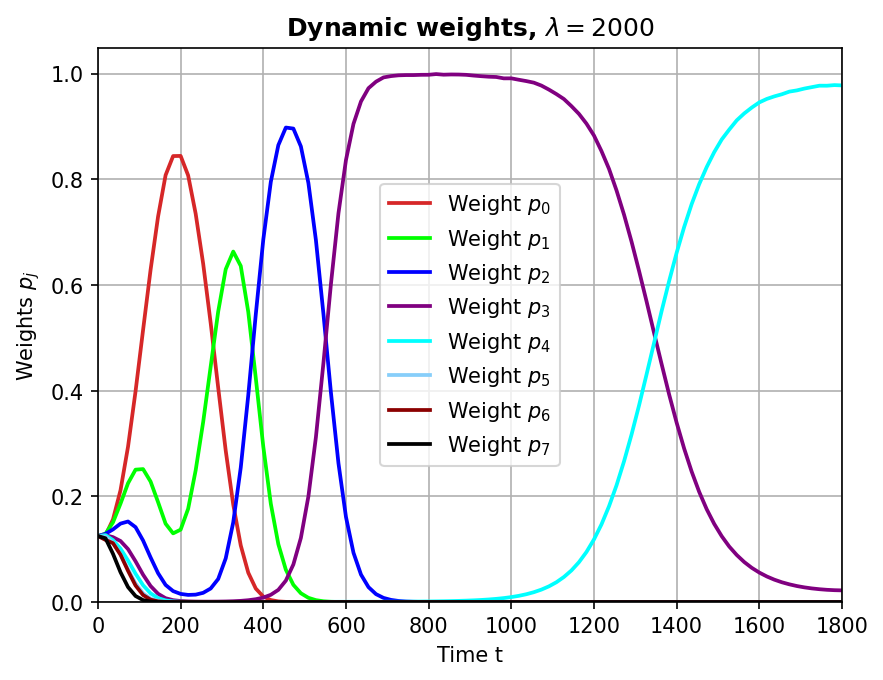 Dynamic weights, λ = 2000
Weights p_j
1.0
0.8
0.6
0.4
0.2
0.0
Weight p_0
Weight p_1
Weight p_2
Weight p_3
Weight p_4
Weight p_5
Weight p_6
Weight p_7
0 200 400 600 800 1000 1200 1400 1600 1800
Time t